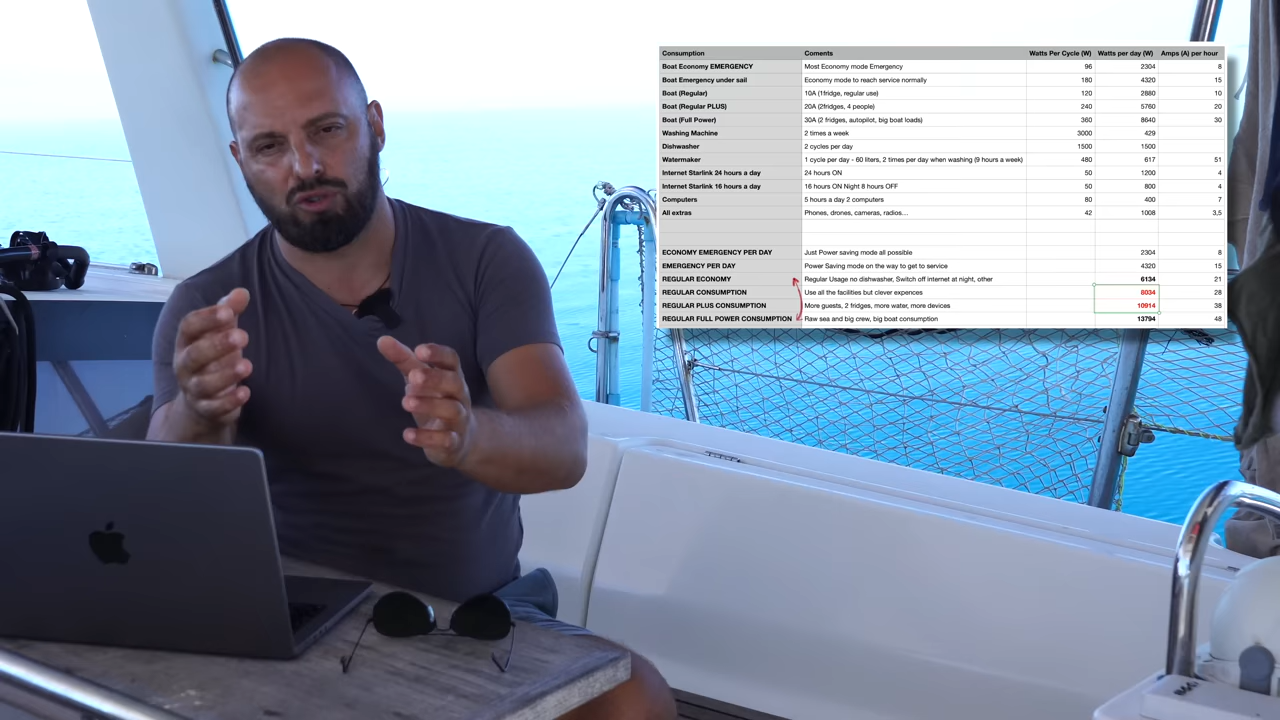 Consumption Coments Watts Per Cycle (W) Watts per day (W) Amps (A) per hour
Boat Economy EMERGENCY Most Economy mode Emergency 96 2304 8
Boat Emergency under sail Economy mode to reach service normally 180 4320 15
Boat (Regular) 10A (1fridge, regular use) 120 2880 10
Boat (Regular PLUS) 20A (2fridges, 4 people) 240 5760 20
Boat (Full Power) 30A (2 fridges, autopilot, big boat loads) 360 8640 30
Washing Machine 2 times a week 3000 429
Dishwasher 2 cycles per day 1500 1500
Watermaker 1 cycle per day - 60 liters, 2 times per day when washing (9 hours a week) 480 617 51
Internet Starlink 24 hours a day 24 hours ON 50 1200 4
Internet Starlink 16 hours a day 16 hours ON Night 8 hours OFF 50 800 4
Computers 5 hours a day 2 computers 80 400 7
All extras Phones, drones, cameras, radios… 42 1008 3,5
ECONOMY EMERGENCY PER DAY Just Power saving mode all possible 2304 8
EMERGENCY PER DAY Power Saving mode on the way to get to service 4320 15
REGULAR ECONOMY Regular Usage no dishwasher, Switch off internet at night, other 6134 21
REGULAR CONSUMPTION Use all the facilities but clever expences 8034 28
REGULAR PLUS CONSUMPTION More guests, 2 fridges, more water, more devices 10914 38
REGULAR FULL POWER CONSUMPTION Raw sea and big crew, big boat consumption 13794 48